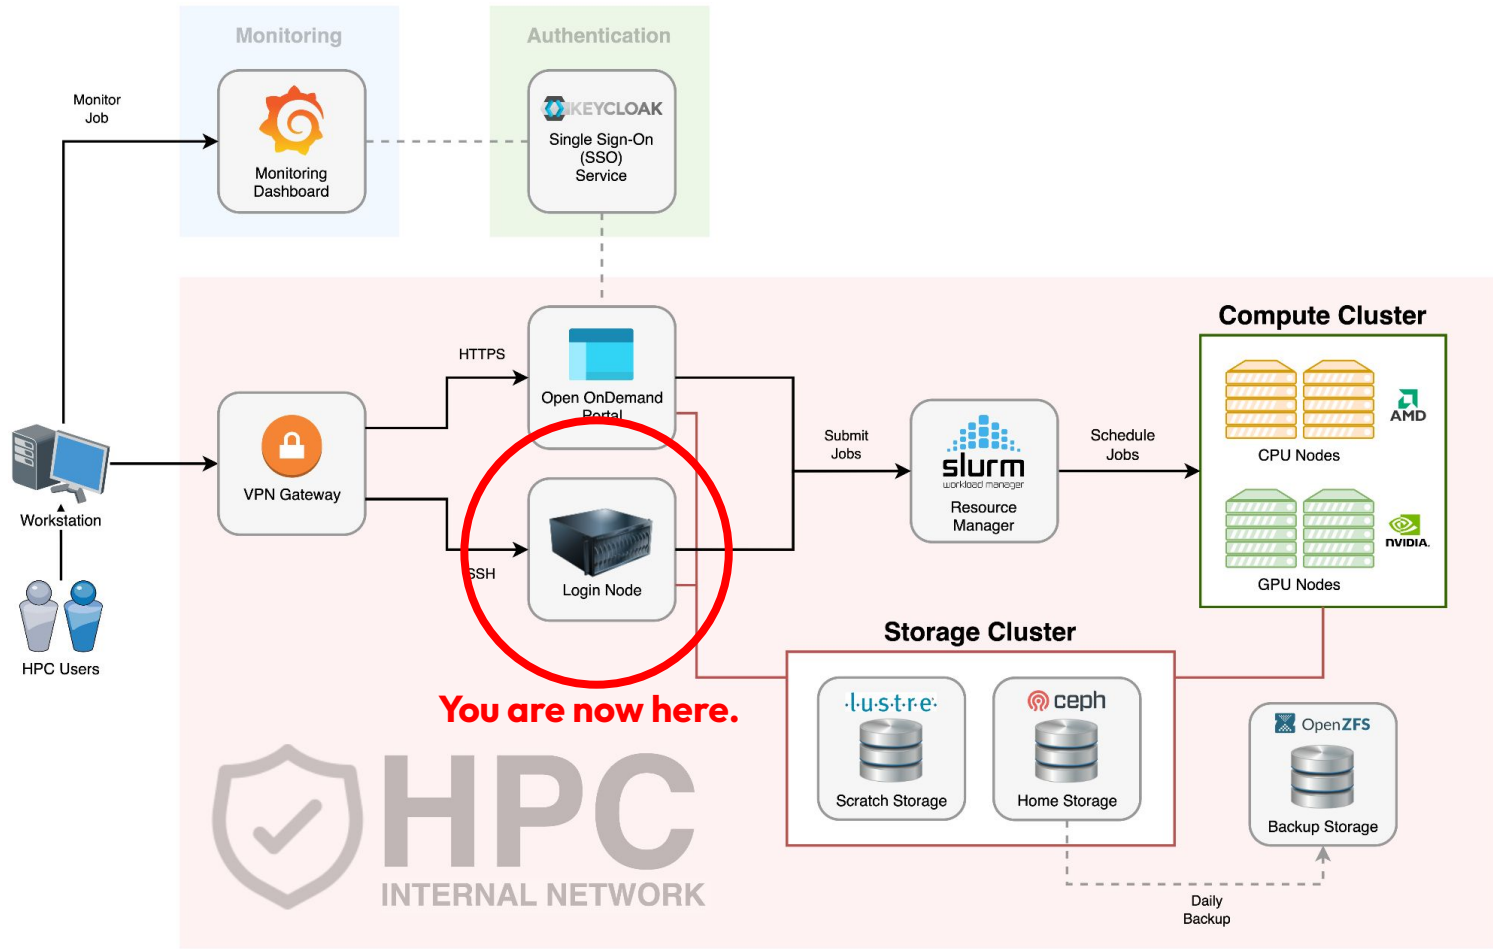 Monitoring
Authentication
Monitor
Job
Monitoring
Dashboard
KEYCLOAK
Single Sign-On
(SSO)
Service
HTTPS
Open OnDemand
Portal
Compute Cluster
AMD
CPU Nodes
VPN Gateway
Submit
Jobs
slurm
workload manager
Resource
Manager
Schedule
Jobs
NVIDIA.
GPU Nodes
Workstation
SSH
Login Node
HPC Users
You are now here.
Storage Cluster
·l·u·s·t·r·e·
Scratch Storage
ceph
Home Storage
OpenZFS
Backup Storage
Daily
Backup
HPC
INTERNAL NETWORK